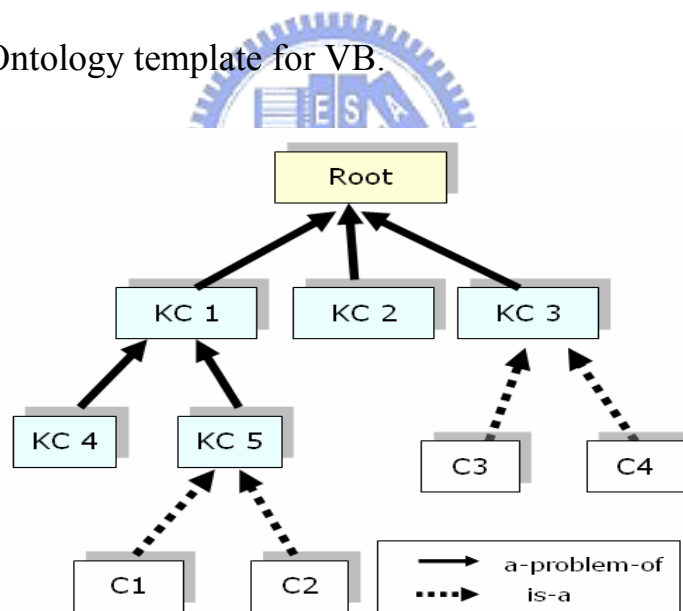 Ontology template for VB.
ESA
Root
KC 1
KC 2
KC 3
KC 4
KC 5
C3
C4
C1
C2
a-problem-of
is-a